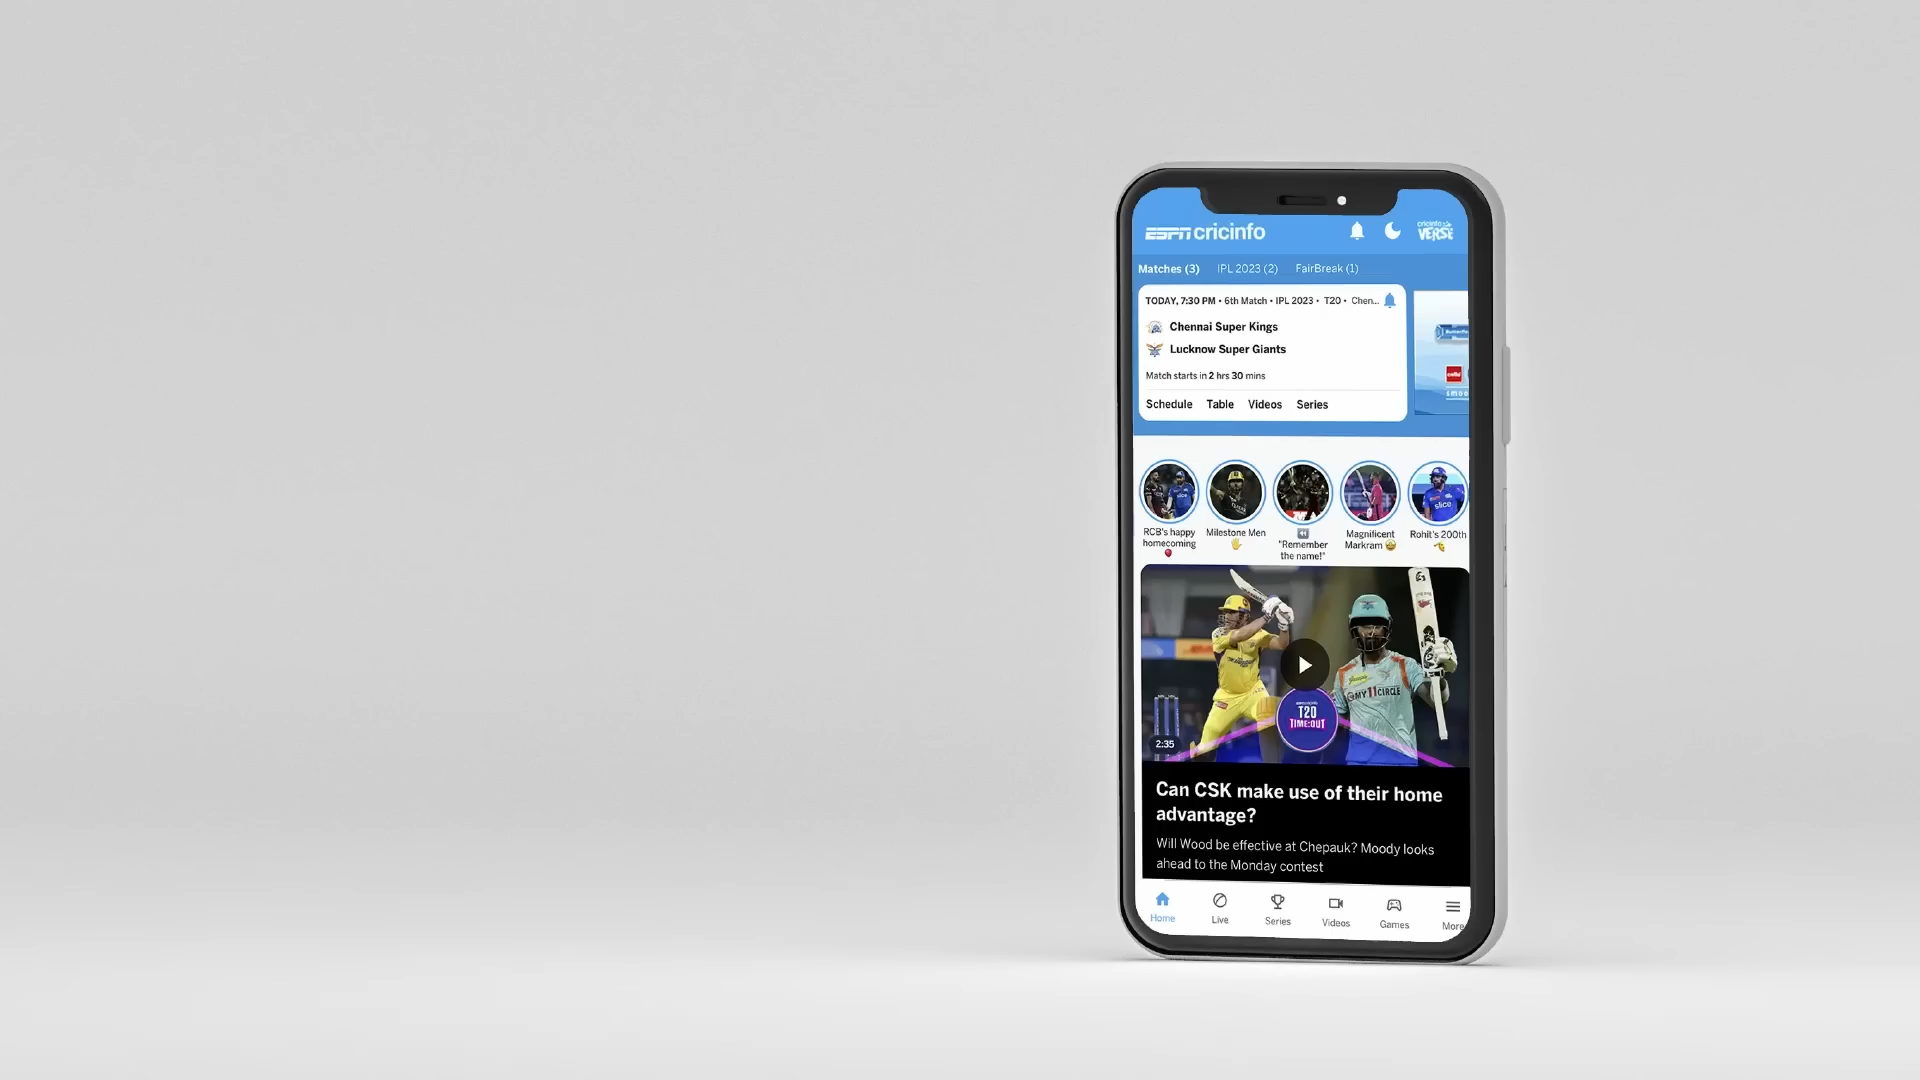 ESPN cricinfo
cricinfo
VERSE
Matches (3) IPL 2023 (2) FairBreak (1)
TODAY, 7:30 PM • 6th Match • IPL 2023 • T20 • Chen...
Chennai Super Kings
Lucknow Super Giants
Match starts in 2 hrs 30 mins
Schedule Table Videos Series
RCB's happy
homecoming
Milestone Men
"Remember
the name!"
Magnificent
Markram
Rohit's 200th
slice
slice
MY11CIRCLE
T20
TIME:OUT
2:35
Can CSK make use of their home
advantage?
Will Wood be effective at Chepauk? Moody looks
ahead to the Monday contest
Home Live Series Videos Games More